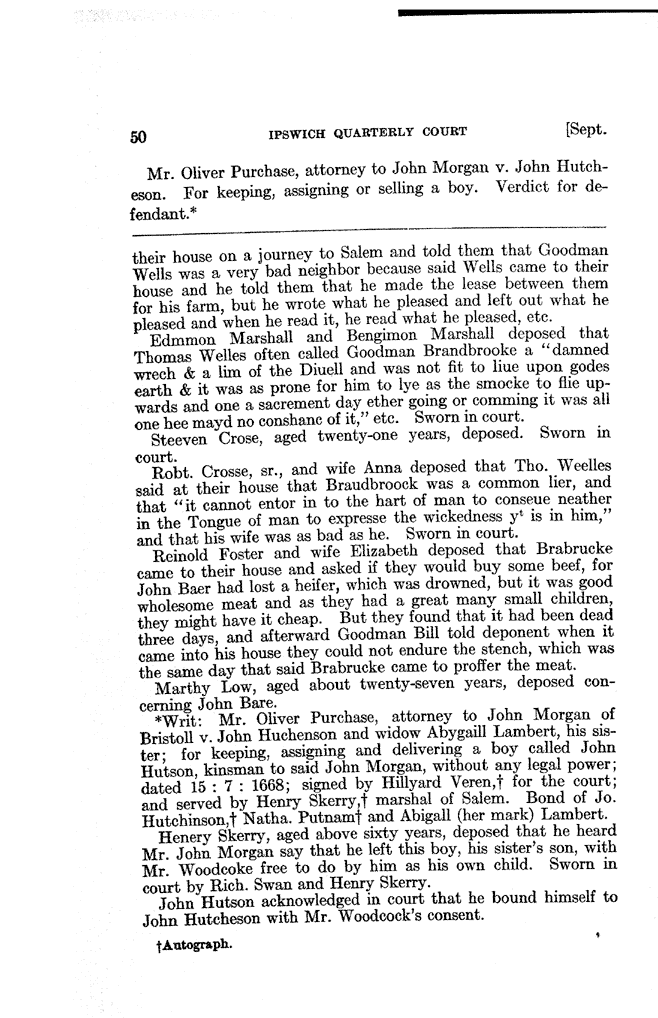 50 IPSWICH QUARTERLY COURT [Sept.
Mr. Oliver Purchase, attorney to John Morgan v. John Hutch-
eson. For keeping, assigning or selling a boy. Verdict for de-
fendant.*
their house on a journey to Salem and told them that Goodman
Wells was a very bad neighbor because said Wells came to their
house and he told them that he made the lease between them
for his farm, but he wrote what he pleased and left out what he
pleased and when he read it, he read what he pleased, etc.
Edmmon Marshall and Bengimon Marshall deposed that
Thomas Welles often called Goodman Brandbrooke a "damned
wrech & a lim of the Diuell and was not fit to liue upon godes
earth & it was as prone for him to lye as the smocke to flie up-
wards and one a sacrement day ether going or comming it was all
one hee mayd no conshanc of it," etc. Sworn in court.
Steeven Crose, aged twenty-one years, deposed. Sworn in
court.
Robt. Crosse, sr., and wife Anna deposed that Tho. Weelles
said at their house that Braudbroock was a common lier, and
that "it cannot entor in to the hart of man to conseue neather
in the Tongue of man to expresse the wickedness yᵗ is in him,"
and that his wife was as bad as he. Sworn in court.
Reinold Foster and wife Elizabeth deposed that Brabrucke
came to their house and asked if they would buy some beef, for
John Baer had lost a heifer, which was drowned, but it was good
wholesome meat and as they had a great many small children,
they might have it cheap. But they found that it had been dead
three days, and afterward Goodman Bill told deponent when it
came into his house they could not endure the stench, which was
the same day that said Brabrucke came to proffer the meat.
Marthy Low, aged about twenty-seven years, deposed con-
cerning John Bare.
*Writ: Mr. Oliver Purchase, attorney to John Morgan of
Bristoll v. John Huchenson and widow Abygaill Lambert, his sis-
ter; for keeping, assigning and delivering a boy called John
Hutson, kinsman to said John Morgan, without any legal power;
dated 15 : 7 : 1668; signed by Hillyard Veren,† for the court;
and served by Henry Skerry,† marshal of Salem. Bond of Jo.
Hutchinson,† Natha. Putnam† and Abigall (her mark) Lambert.
Henery Skerry, aged above sixty years, deposed that he heard
Mr. John Morgan say that he left this boy, his sister's son, with
Mr. Woodcoke free to do by him as his own child. Sworn in
court by Rich. Swan and Henry Skerry.
John Hutson acknowledged in court that he bound himself to
John Hutcheson with Mr. Woodcock's consent.
†Autograph.